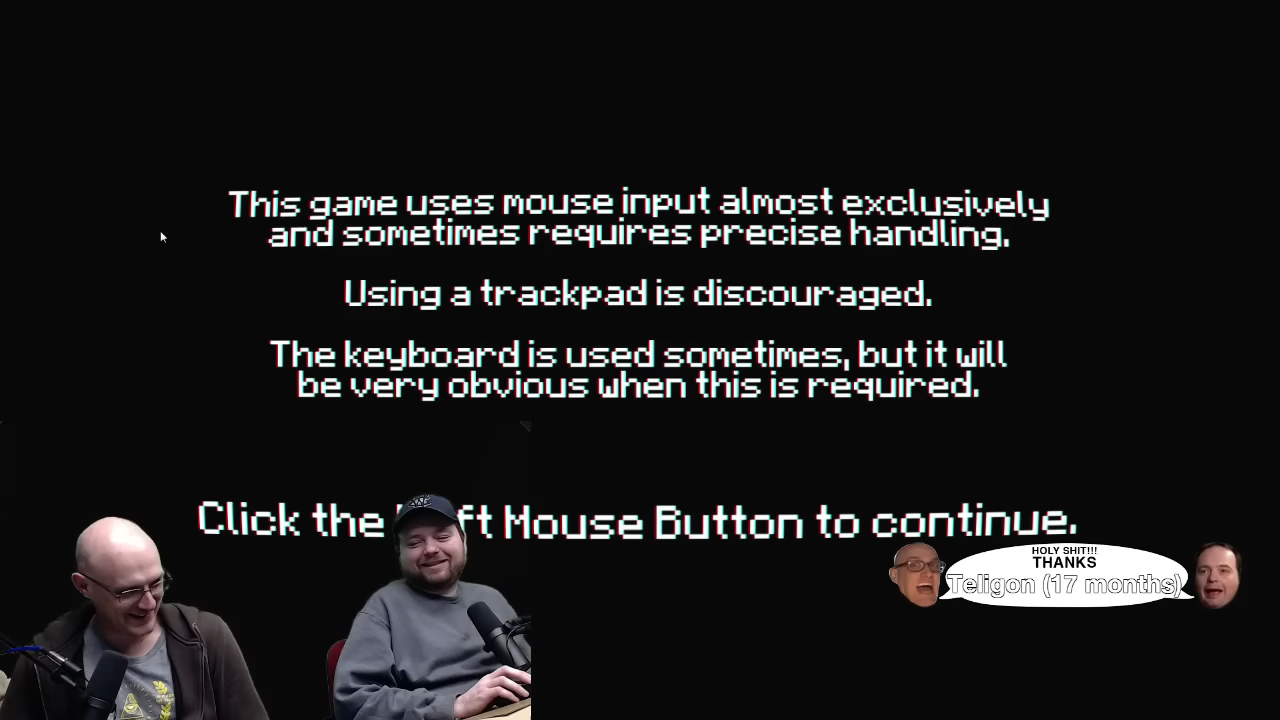 This game uses mouse input almost exclusively
and sometimes requires precise handling.
Using a trackpad is discouraged.
The keyboard is used sometimes, but it will
be very obvious when this is required.
Click the ft Mouse Button to continue.
HOLY SHIT!!!
THANKS
Teligon (17 months)